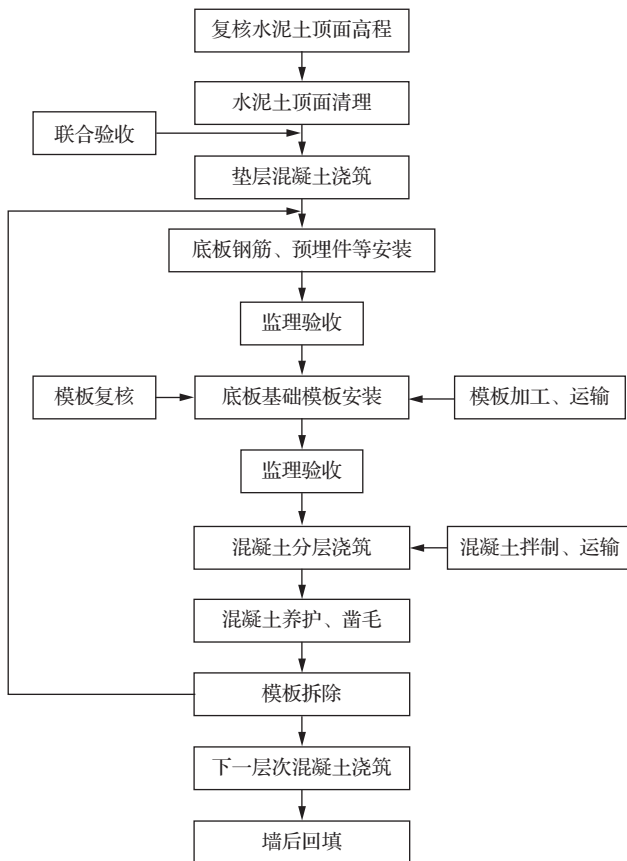 复核水泥土顶面高程
水泥土顶面清理
联合验收
垫层混凝土浇筑
底板钢筋、预埋件等安装
监理验收
模板复核
底板基础模板安装
模板加工、运输
监理验收
混凝土分层浇筑
混凝土拌制、运输
混凝土养护、凿毛
模板拆除
下一层次混凝土浇筑
墙后回填